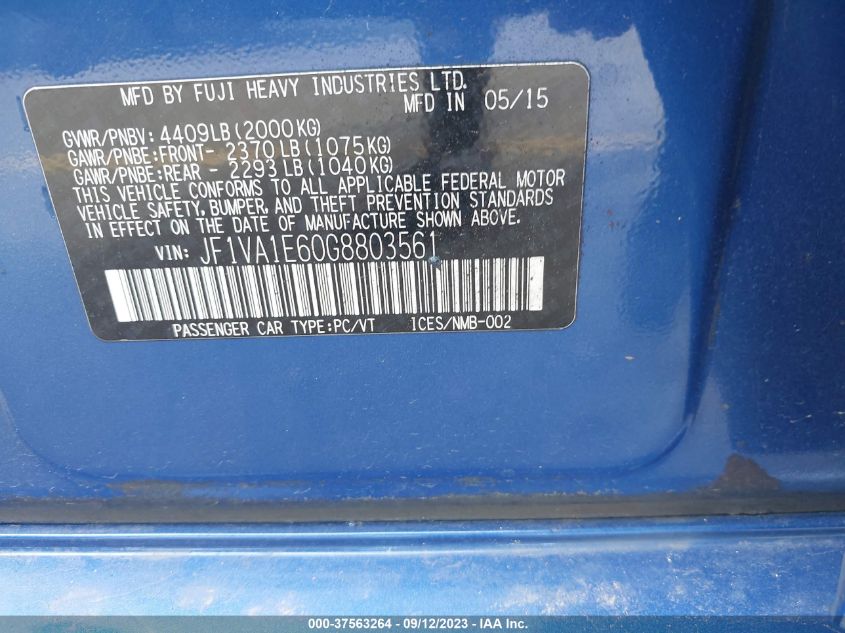 MFD BY FUJI HEAVY INDUSTRIES LTD.
MFD IN 05/15
GVWR/PNBV: 4409LB(2000KG)
GAWR/PNBE:FRONT- 2370LB(1075KG)
GAWR/PNBE:REAR - 2293LB(1040KG)
THIS VEHICLE CONFORMS TO ALL APPLICABLE FEDERAL MOTOR
VEHICLE SAFETY, BUMPER, AND THEFT PREVENTION STANDARDS
IN EFFECT ON THE DATE OF MANUFACTURE SHOWN ABOVE.
VIN: JF1VA1E60G8803561
PASSENGER CAR TYPE:PC/VT ICES/NMB-002
000-37563264 - 09/12/2023 - IAAI.com